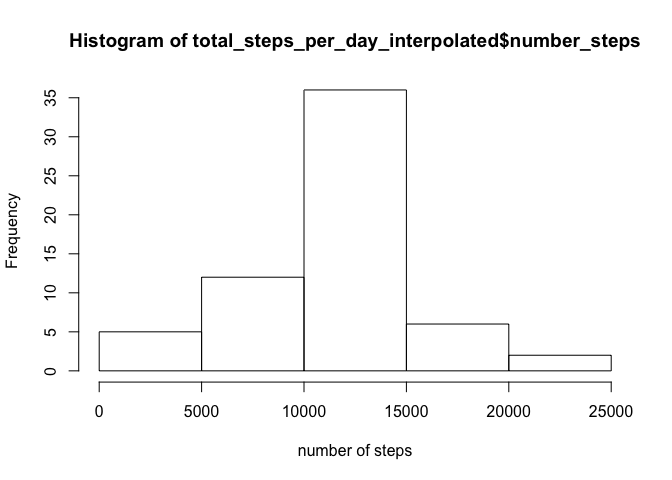 Histogram of total_steps_per_day_interpolated$number_steps
Frequency
35
30
25
20
15
10
5
0
0 5000 10000 15000 20000 25000
number of steps